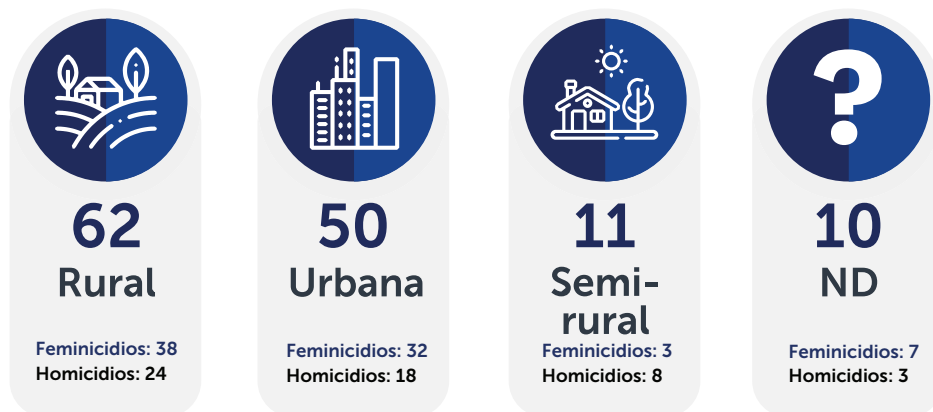 62
Rural
Feminicidios: 38
Homicidios: 24
50
Urbana
Feminicidios: 32
Homicidios: 18
11
Semi-
rural
Feminicidios: 3
Homicidios: 8
?
10
ND
Feminicidios: 7
Homicidios: 3